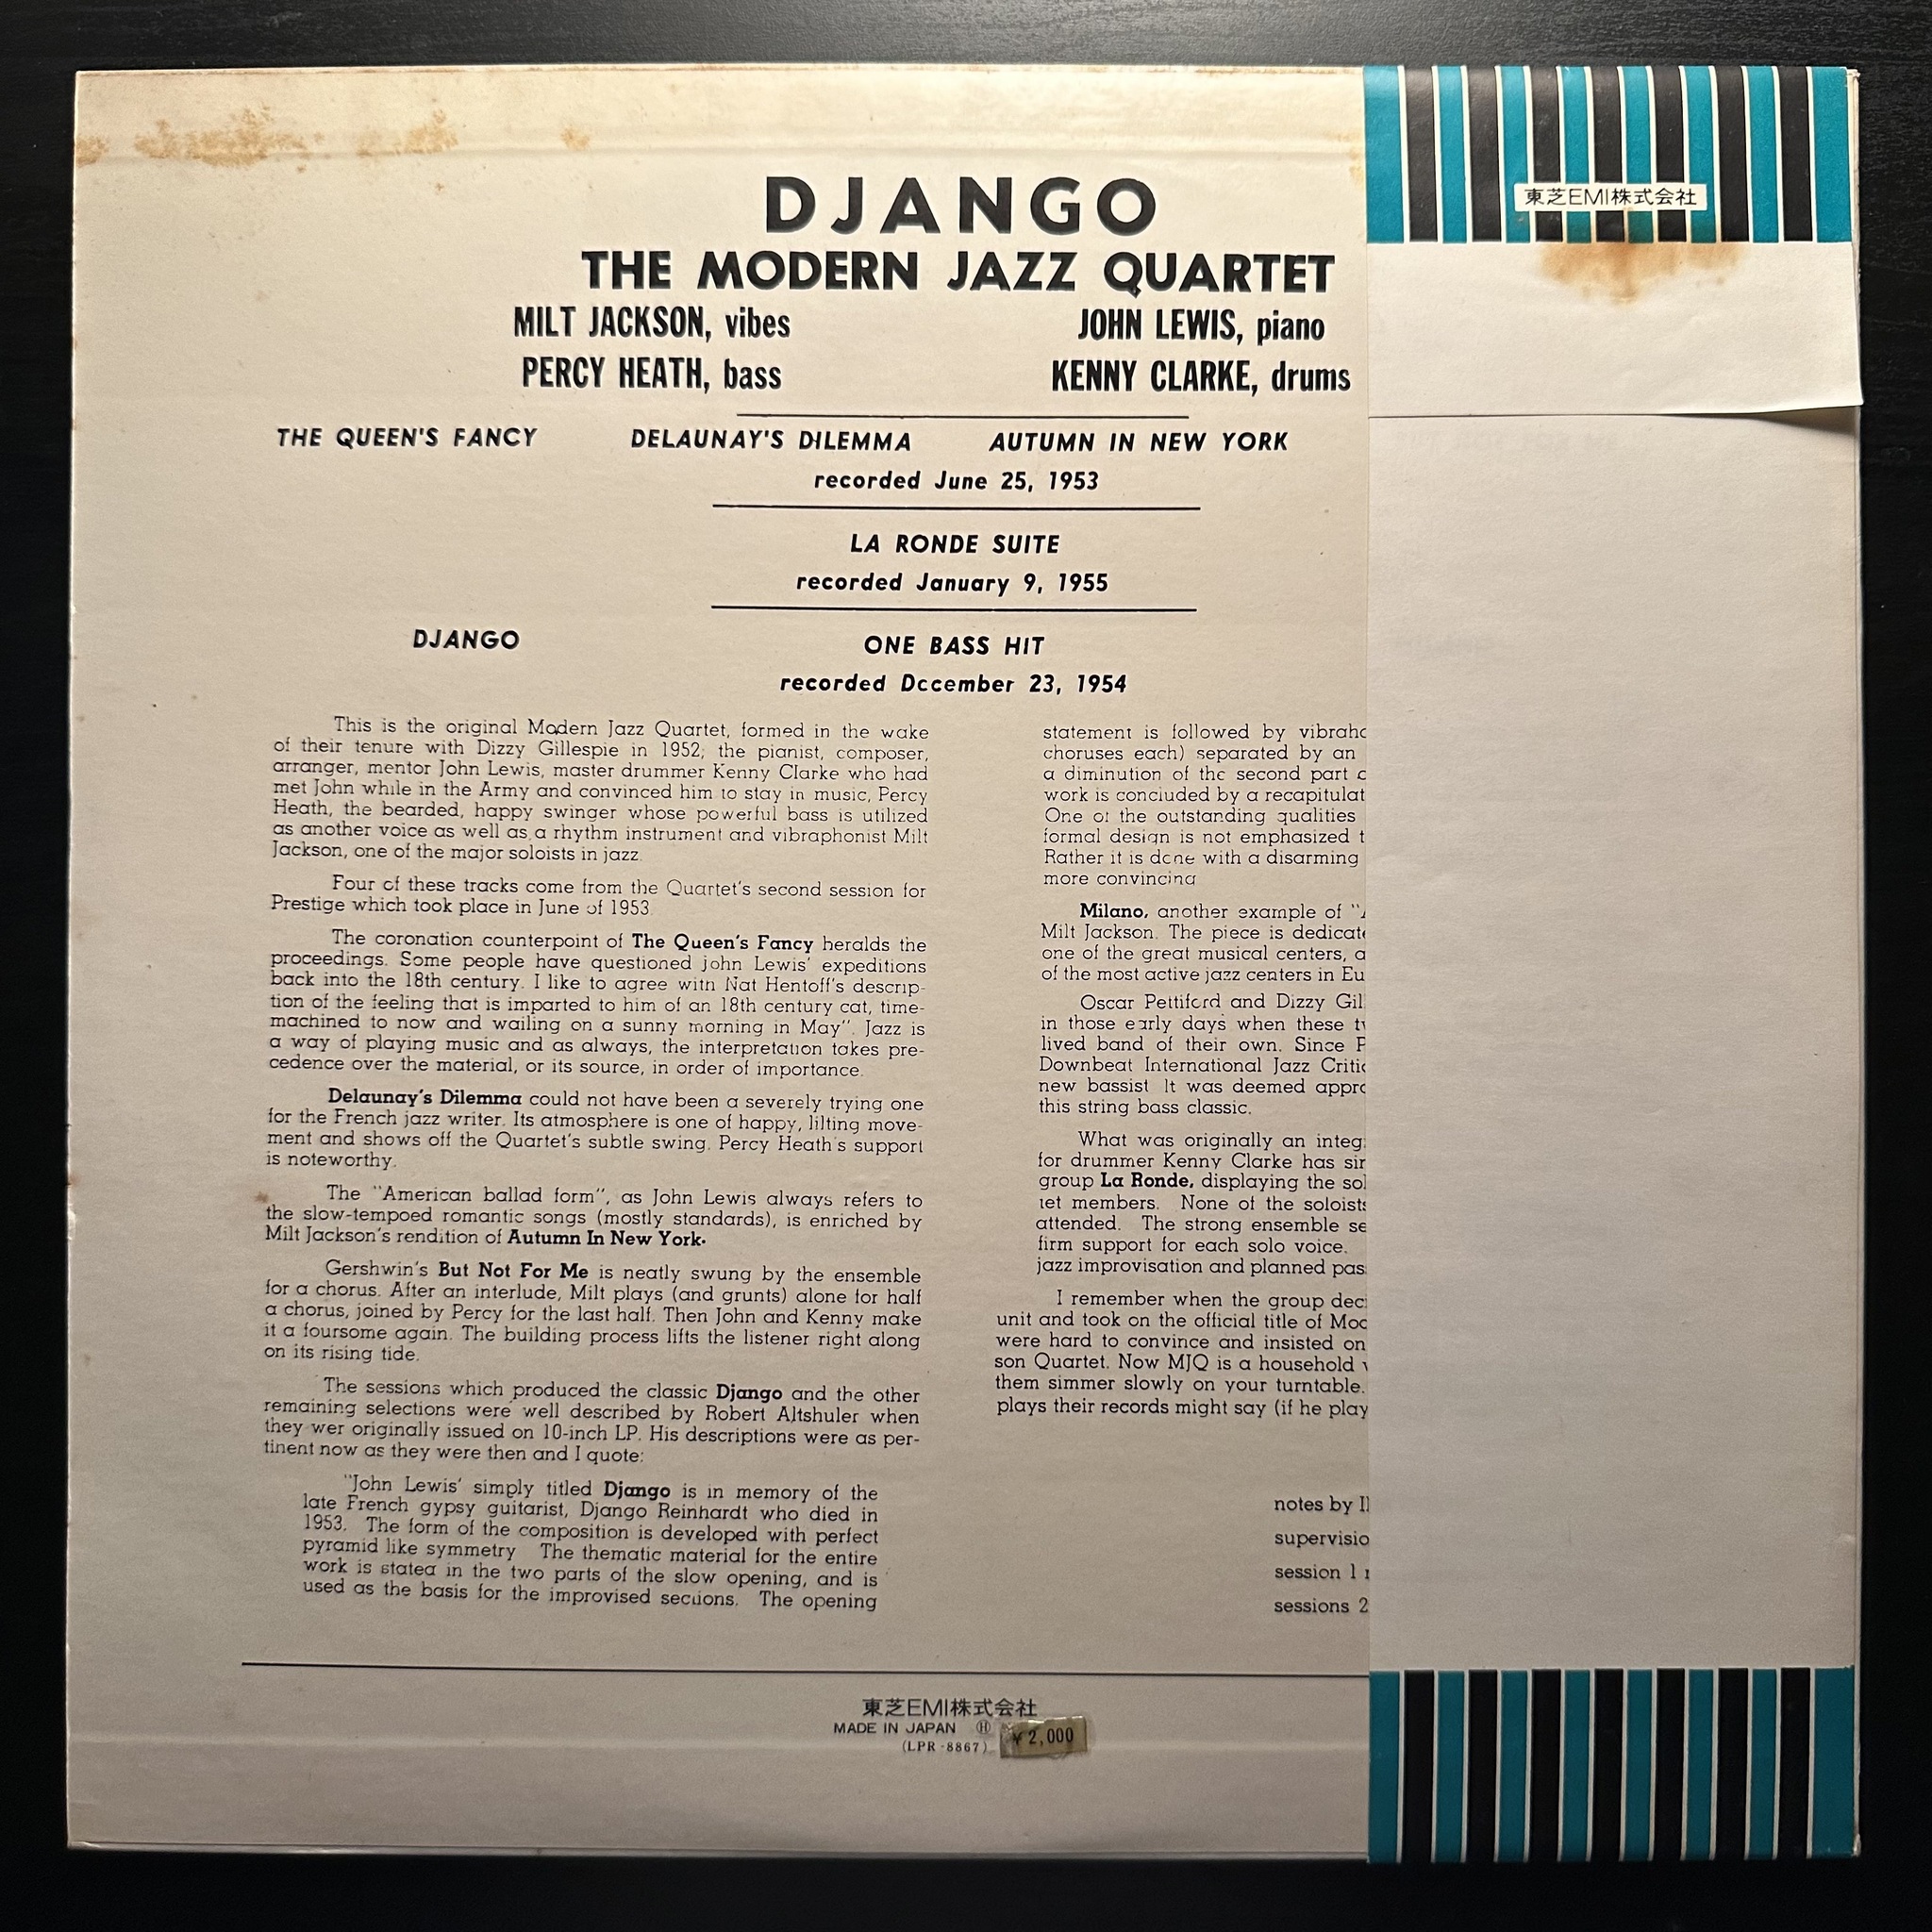 DJANGO
THE MODERN JAZZ QUARTET
MILT JACKSON, vibes JOHN LEWIS, piano
PERCY HEATH, bass KENNY CLARKE, drums
THE QUEEN'S FANCY DELAUNAY'S DILEMMA AUTUMN IN NEW YORK
recorded June 25, 1953
LA RONDE SUITE
recorded January 9, 1955
DJANGO ONE BASS HIT
recorded Dccember 23, 1954
This is the original Modern Jazz Quartet, formed in the wake
of their tenure with Dizzy Gillespie in 1952; the pianist, composer,
arranger, mentor John Lewis, master drummer Kenny Clarke who had
met John while in the Army and convinced him to stay in music, Percy
Heath, the bearded, happy swinger whose powerful bass is utilized
as another voice as well as a rhythm instrument and vibraphonist Milt
Jackson, one of the major soloists in jazz.
Four of these tracks come from the Quartet's second session for
Prestige which took place in June of 1953
The coronation counterpoint of The Queen's Fancy heralds the
proceedings. Some people have questioned John Lewis' expeditions
back into the 18th century. I like to agree with Nat Hentoff's descrip-
tion of the feeling that is imparted to him of an 18th century cat, time-
machined to now and wailing on a sunny morning in May". Jazz is
a way of playing music and as always, the interpretation takes pre-
cedence over the material, or its source, in order of importance.
Delaunay's Dilemma could not have been a severely trying one
for the French jazz writer. Its atmosphere is one of happy, lilting move-
ment and shows off the Quartet's subtle swing. Percy Heath's support
is noteworthy.
The "American ballad form", as John Lewis always refers to
the slow-tempoed romantic songs (mostly standards), is enriched by
Milt Jackson's rendition of Autumn In New York.
Gershwin's But Not For Me is neatly swung by the ensemble
for a chorus. After an interlude, Milt plays (and grunts) alone for half
a chorus, joined by Percy for the last half. Then John and Kenny make
it a foursome again. The building process lifts the listener right along
on its rising tide.
The sessions which produced the classic Django and the other
remaining selections were well described by Robert Altshuler when
they wer originally issued on 10-inch LP. His descriptions were as per-
tinent now as they were then and I quote:
"John Lewis' simply titled Django is in memory of the
late French gypsy guitarist, Django Reinhardt who died in
1953. The form of the composition is developed with perfect
pyramid like symmetry The thematic material for the entire
work is stated in the two parts of the slow opening, and is
used as the basis for the improvised sections. The opening
statement is followed by
choruses each) separated by an
a diminution of thc second part
work is concluded by a
One of the outstanding qualities
formal design is not emphasized
Rather it is done with a disarming
more convincing
Milano, another example of
Milt Jackson. The piece is
one of the great musical centers,
of the most active jazz centers in
Oscar Pettiford and Dizzy
in those early days when these
lived band of their own. Since
Downbeat International Jazz
new bassist It was deemed
this string bass classic.
What was originally an
for drummer Kenny Clarke has
group La Ronde, displaying the
tet members. None of the
attended. The strong ensemble
firm support for each solo voice.
jazz improvisation and planned
I remember when the group
unit and took on the official title of
were hard to convince and insisted on
son Quartet. Now MJQ is a household
them simmer slowly on your turntable.
plays their records might say (if he
notes by
session 1
sessions 2
東芝EMI株式会社
MADE IN JAPAN Ⓗ
(LPR-8867) ¥2,000
東芝EMI株式会社